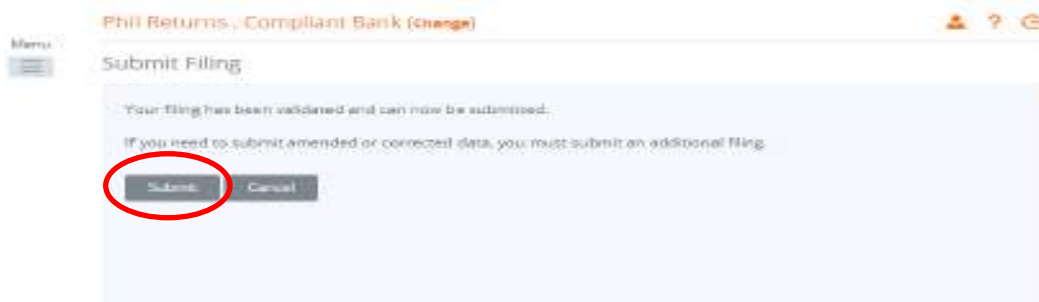 Phil Returns , Compliant Bank (Change)
?
Menu
Submit Filing
Your filing has been validated and can now be submitted.
If you need to submit amended or corrected data, you must submit an additional filing.
Submit Cancel